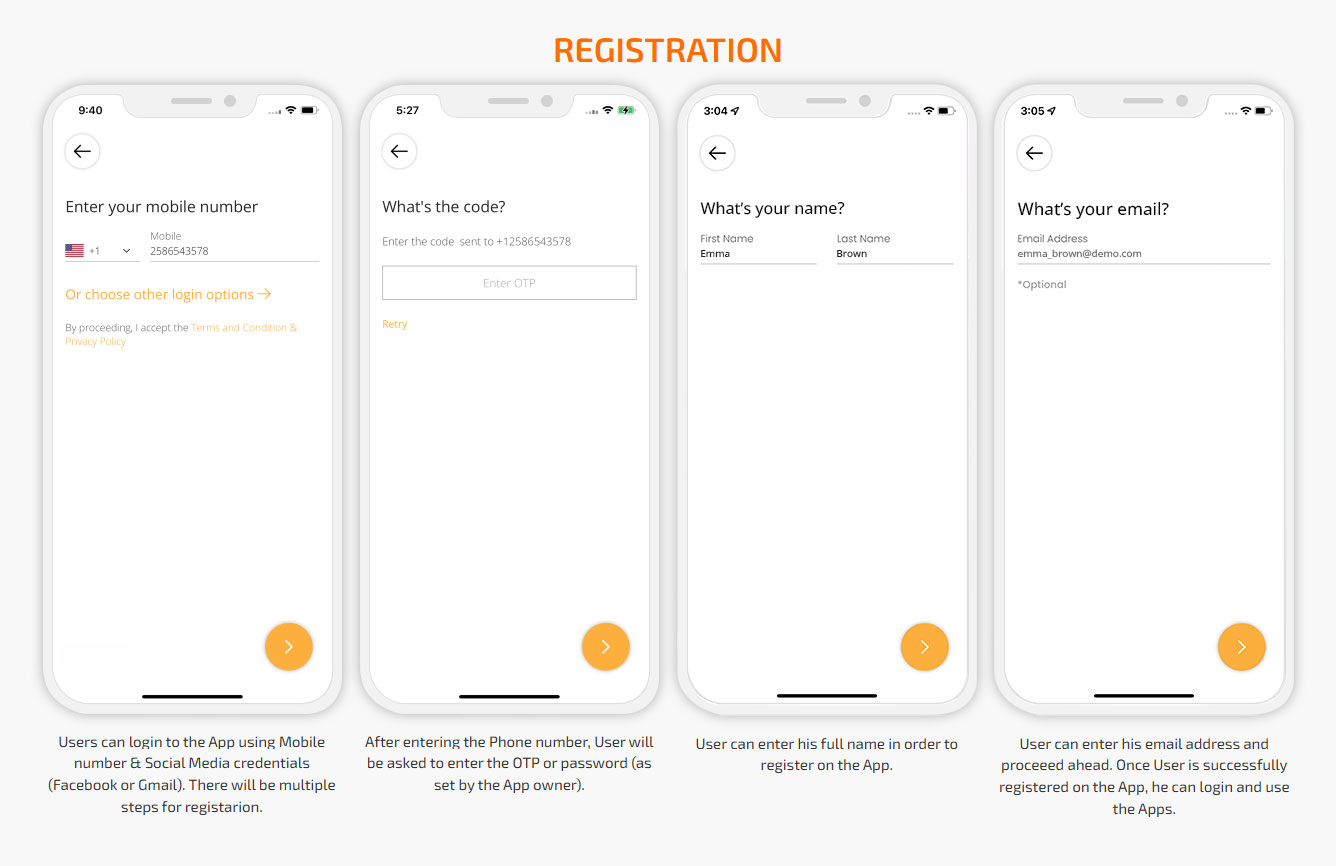 REGISTRATION
9:40
Enter your mobile number
Mobile
+1
2586543578
Or choose other login options
By proceeding, I accept the Terms and Condition &
Privacy Policy
Users can login to the App using Mobile
number & Social Media credentials
(Facebook or Gmail). There will be multiple
steps for registarion.
5:27
What's the code?
Enter the code sent to +12586543578
Enter OTP
Retry
After entering the Phone number, User will
be asked to enter the OTP or password (as
set by the App owner).
3:04
What's your name?
First Name
Last Name
Emma
Brown
User can enter his full name in order to
register on the App.
3:05
What's your email?
Email Address
emma_brown@demo.com
*Optional
User can enter his email address and
proceeed ahead. Once User is successfully
registered on the App, he can login and use
the Apps.